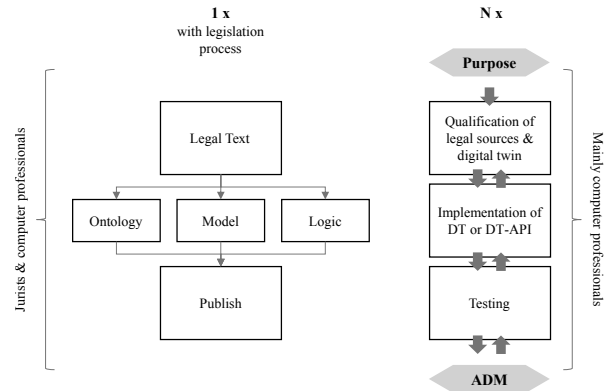 1 x
with legislation
process
N x
Purpose
Jurists & computer professionals
Legal Text
Ontology
Model
Logic
Publish
Qualification of
legal sources &
digital twin
Implementation of
DT or DT-API
Testing
ADM
Mainly computer professionals